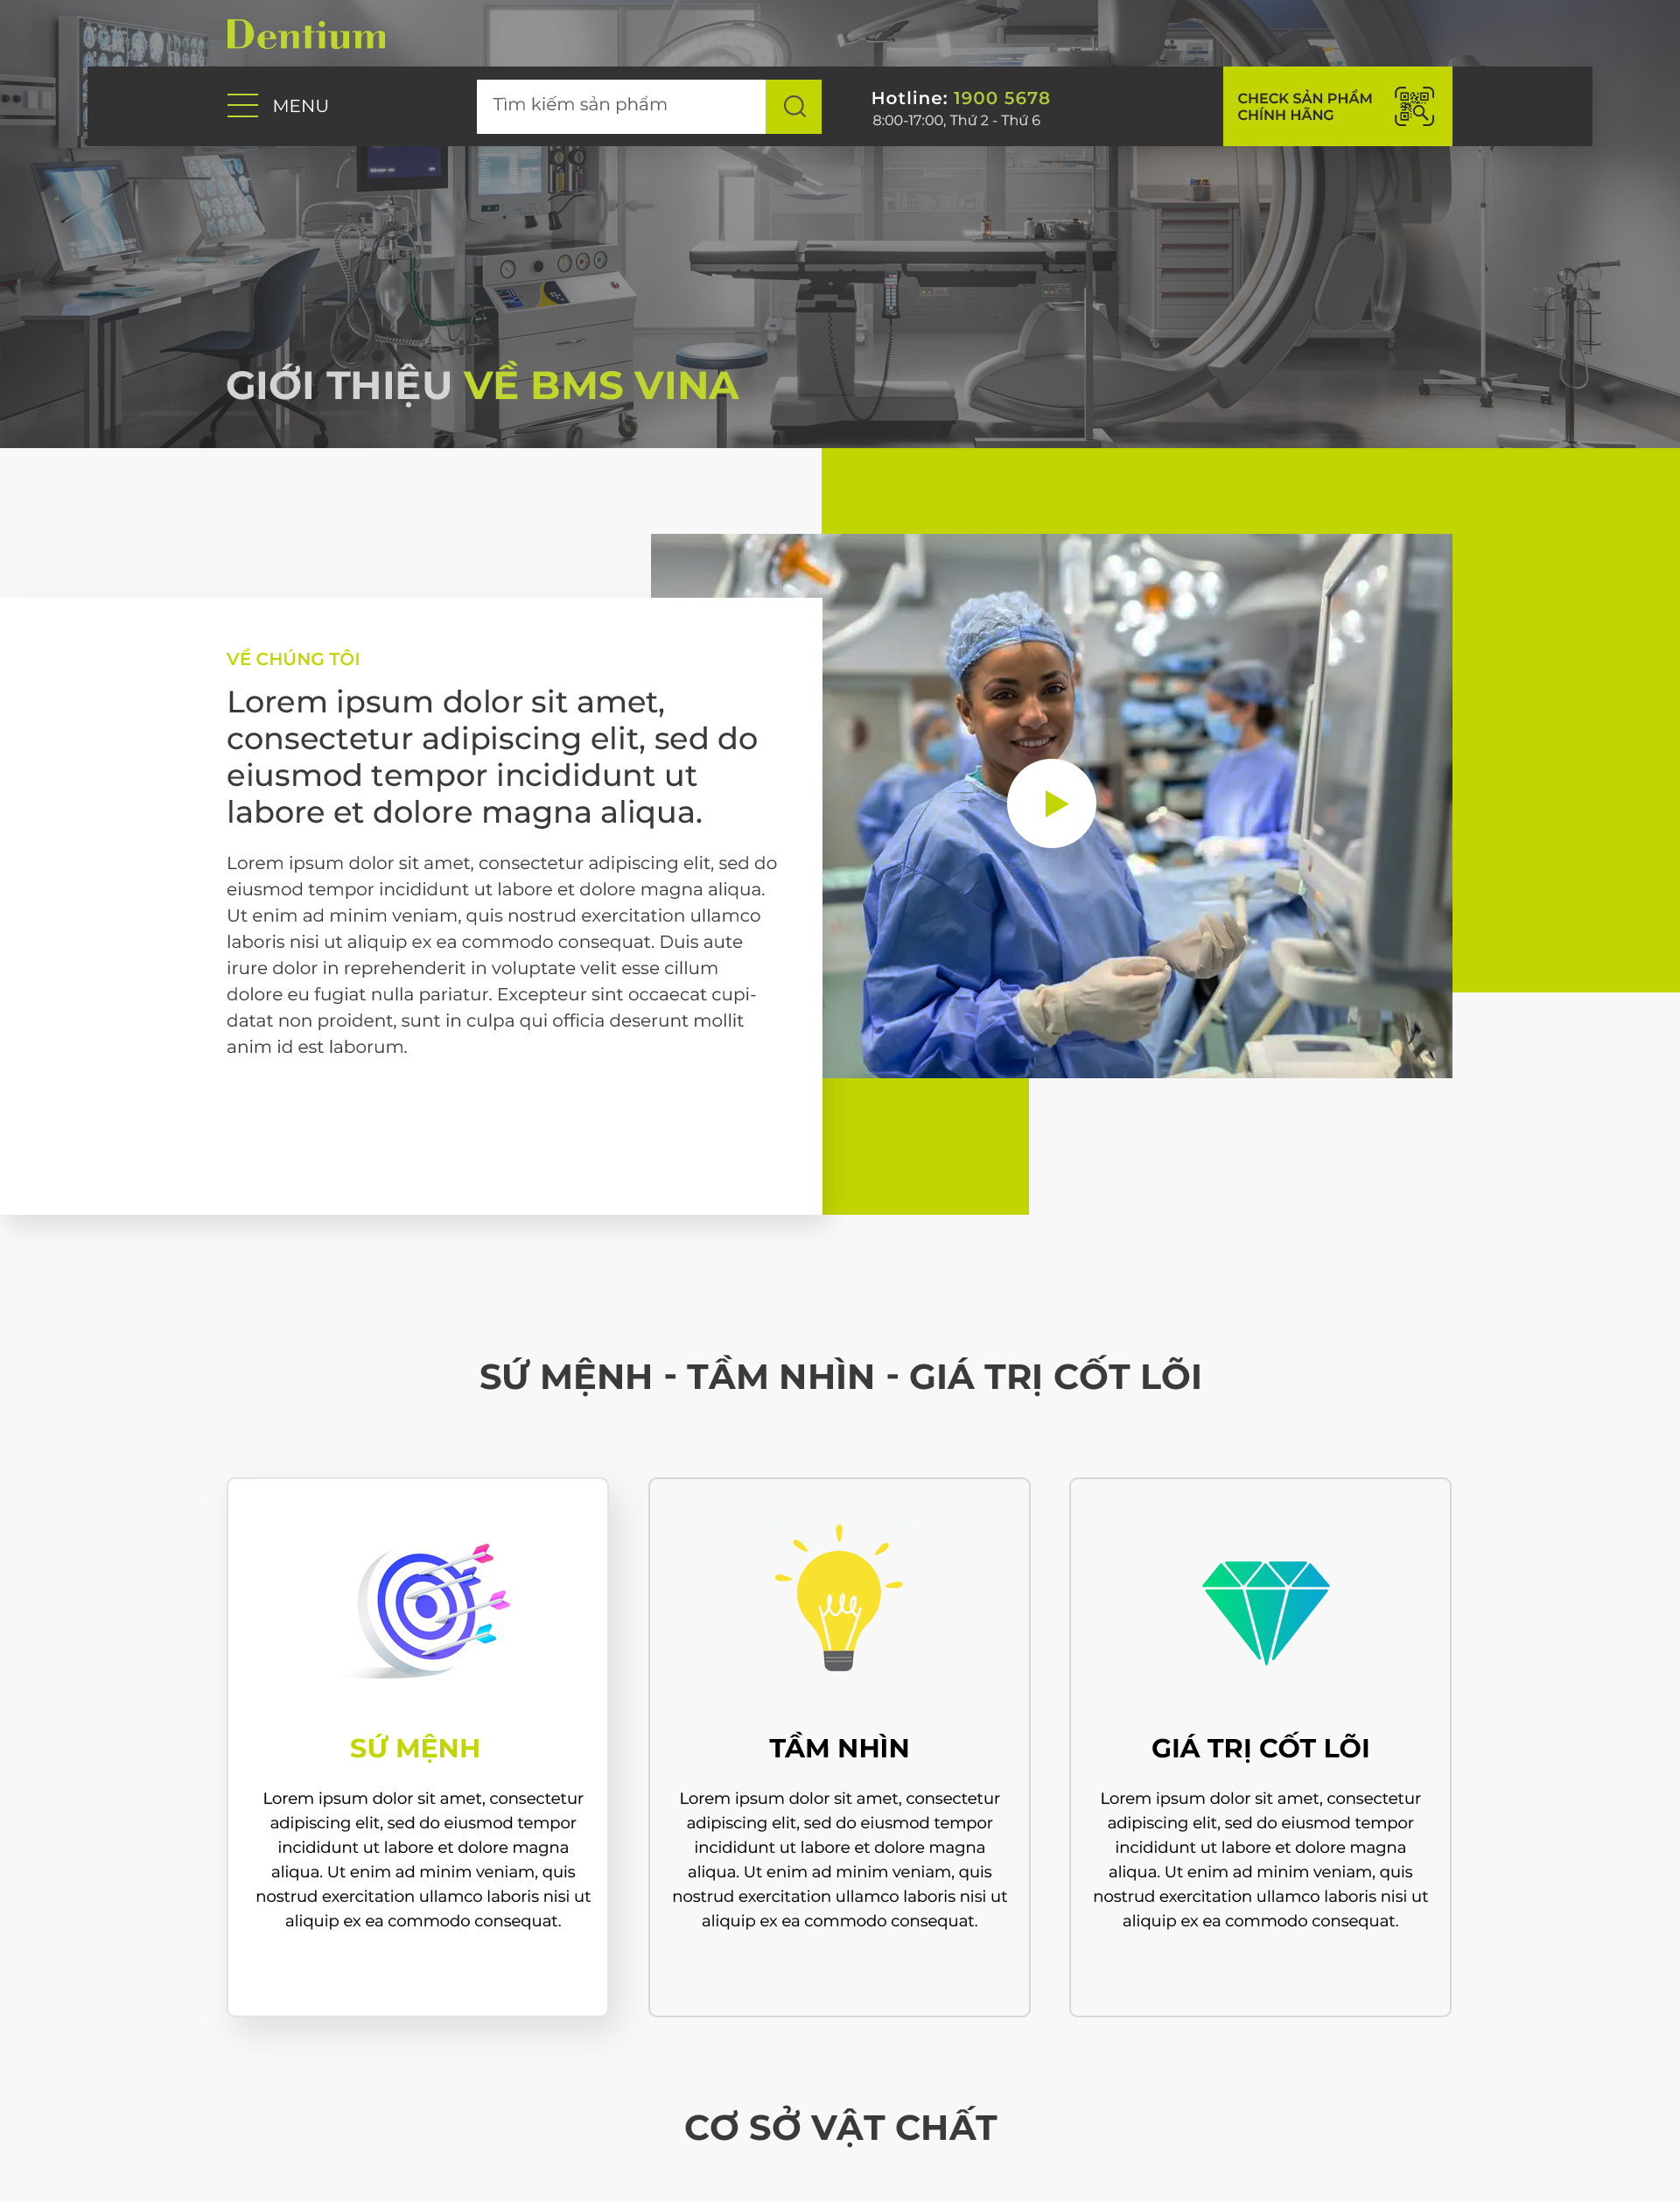 Dentium
MENU
Tìm kiếm sản phẩm
Hotline: 1900 5678
8:00-17:00, Thứ 2 - Thứ 6
CHECK SẢN PHẨM
CHÍNH HÃNG
GIỚI THIỆU VỀ BMS VINA
VỀ CHÚNG TÔI
Lorem ipsum dolor sit amet,
consectetur adipiscing elit, sed do
eiusmod tempor incididunt ut
labore et dolore magna aliqua.
Lorem ipsum dolor sit amet, consectetur adipiscing elit, sed do
eiusmod tempor incididunt ut labore et dolore magna aliqua.
Ut enim ad minim veniam, quis nostrud exercitation ullamco
laboris nisi ut aliquip ex ea commodo consequat. Duis aute
irure dolor in reprehenderit in voluptate velit esse cillum
dolore eu fugiat nulla pariatur. Excepteur sint occaecat cupi-
datat non proident, sunt in culpa qui officia deserunt mollit
anim id est laborum.
SỨ MỆNH - TẦM NHÌN - GIÁ TRỊ CỐT LÕI
SỨ MỆNH
Lorem ipsum dolor sit amet, consectetur
adipiscing elit, sed do eiusmod tempor
incididunt ut labore et dolore magna
aliqua. Ut enim ad minim veniam, quis
nostrud exercitation ullamco laboris nisi ut
aliquip ex ea commodo consequat.
TẦM NHÌN
Lorem ipsum dolor sit amet, consectetur
adipiscing elit, sed do eiusmod tempor
incididunt ut labore et dolore magna
aliqua. Ut enim ad minim veniam, quis
nostrud exercitation ullamco laboris nisi ut
aliquip ex ea commodo consequat.
GIÁ TRỊ CỐT LÕI
Lorem ipsum dolor sit amet, consectetur
adipiscing elit, sed do eiusmod tempor
incididunt ut labore et dolore magna
aliqua. Ut enim ad minim veniam, quis
nostrud exercitation ullamco laboris nisi ut
aliquip ex ea commodo consequat.
CƠ SỞ VẬT CHẤT